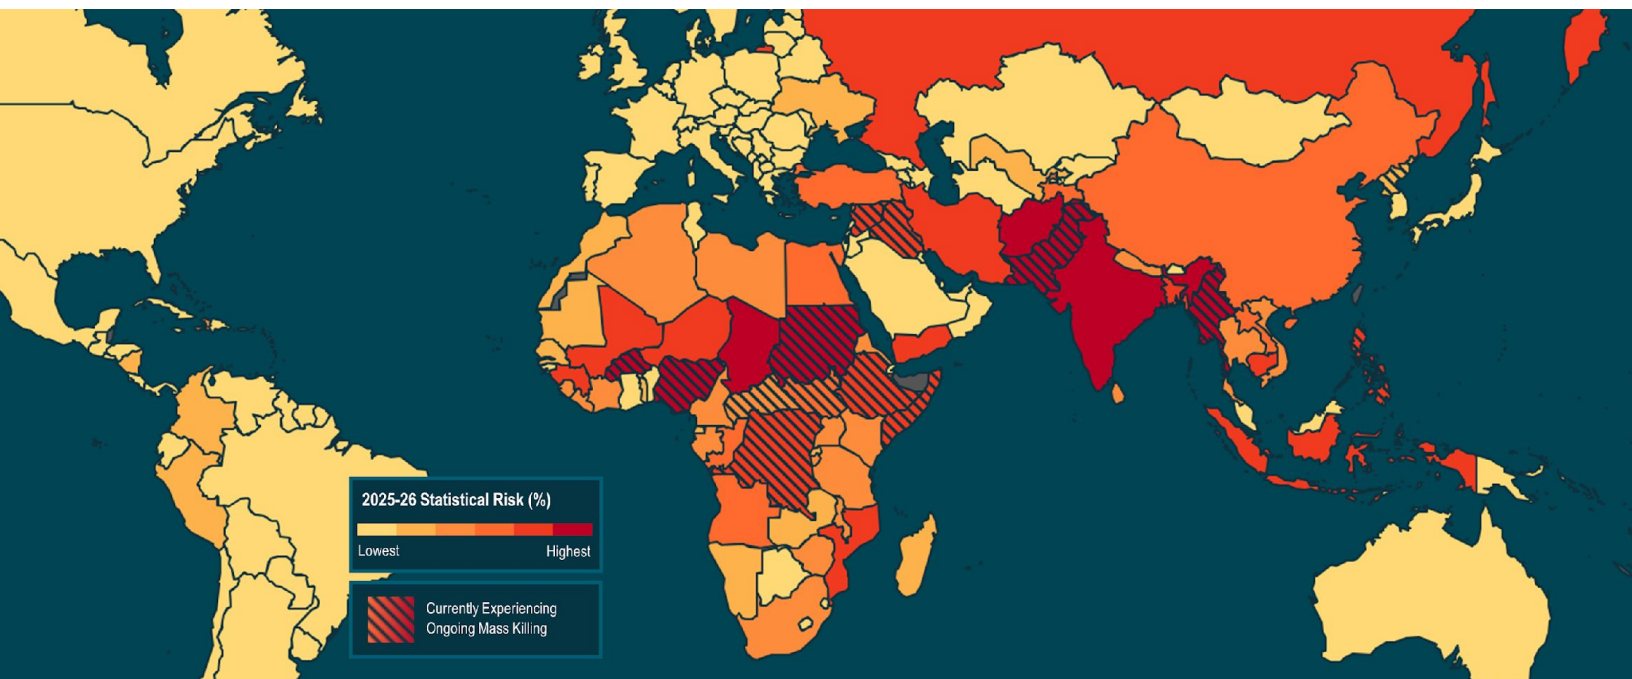 2025-26 Statistical Risk (%)
Lowest Highest
Currently Experiencing
Ongoing Mass Killing